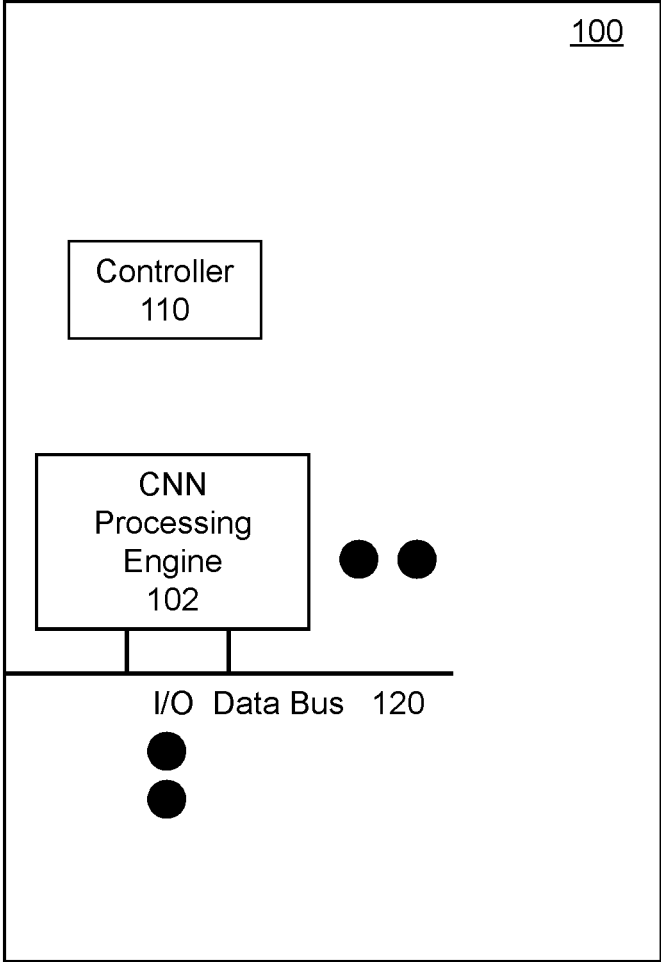 100
Controller
110
CNN
Processing
Engine
102
I/O Data Bus 120